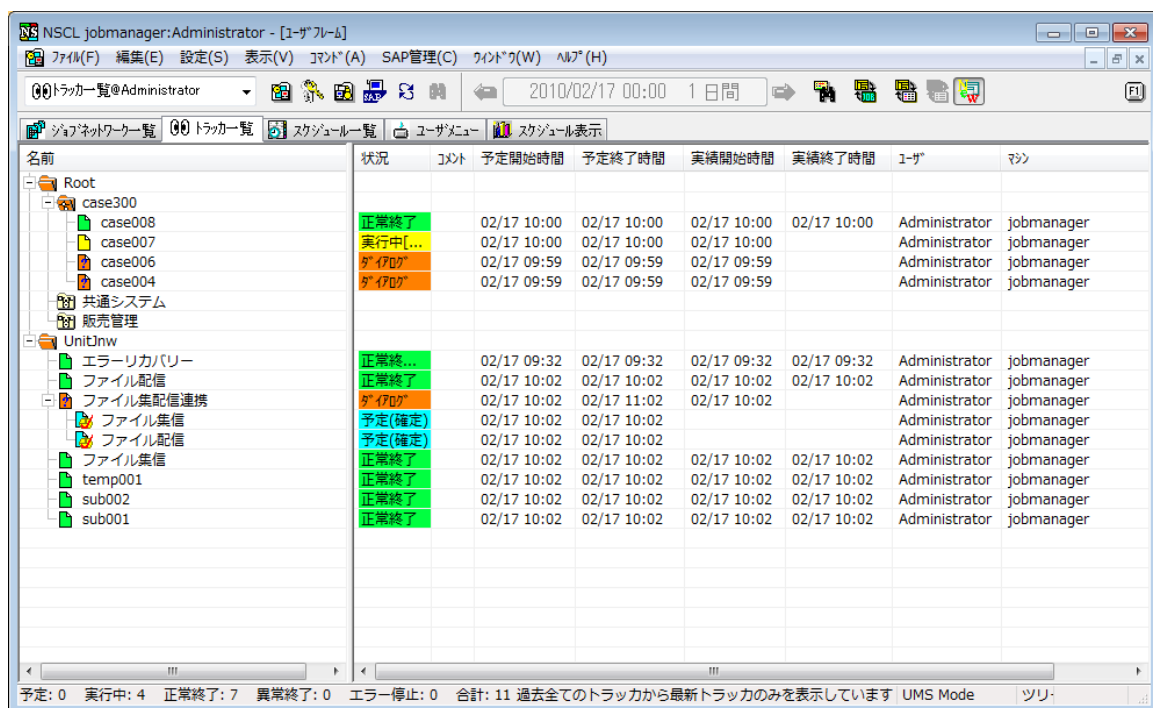 NSCL jobmanager:Administrator - [ﾕｰｻﾞﾌﾚｰﾑ]
ﾌｧｲﾙ(F) 編集(E) 設定(S) 表示(V) ｺﾏﾝﾄﾞ(A) SAP管理(C) ｳｨﾝﾄﾞｳ(W) ﾍﾙﾌﾟ(H)
ﾄﾗｯｶ一覧@Administrator 2010/02/17 00:00 1 日間 F1
ｼﾞｮﾌﾞﾈｯﾄﾜｰｸ一覧 ﾄﾗｯｶ一覧 ｽｹｼﾞｭｰﾙ一覧 ﾕｰｻﾞﾒﾆｭｰ ｽｹｼﾞｭｰﾙ表示
名前 状況 ｺﾒﾝﾄ 予定開始時間 予定終了時間 実績開始時間 実績終了時間 ﾕｰｻﾞ ﾏｼﾝ
Root
case300
case008 正常終了 02/17 10:00 02/17 10:00 02/17 10:00 02/17 10:00 Administrator jobmanager
case007 実行中[... 02/17 10:00 02/17 10:00 02/17 10:00 Administrator jobmanager
case006 ﾀﾞｲｱﾛｸﾞ 02/17 09:59 02/17 09:59 02/17 09:59 Administrator jobmanager
case004 ﾀﾞｲｱﾛｸﾞ 02/17 09:59 02/17 09:59 02/17 09:59 Administrator jobmanager
共通システム
販売管理
UnitJnw
エラーリカバリー 正常終... 02/17 09:32 02/17 09:32 02/17 09:32 02/17 09:32 Administrator jobmanager
ファイル配信 正常終了 02/17 10:02 02/17 10:02 02/17 10:02 02/17 10:02 Administrator jobmanager
ファイル集配信連携 ﾀﾞｲｱﾛｸﾞ 02/17 10:02 02/17 11:02 02/17 10:02 Administrator jobmanager
ファイル集信 予定(確定) 02/17 10:02 02/17 10:02 Administrator jobmanager
ファイル配信 予定(確定) 02/17 10:02 02/17 10:02 Administrator jobmanager
ファイル集信 正常終了 02/17 10:02 02/17 10:02 02/17 10:02 02/17 10:02 Administrator jobmanager
temp001 正常終了 02/17 10:02 02/17 10:02 02/17 10:02 02/17 10:02 Administrator jobmanager
sub002 正常終了 02/17 10:02 02/17 10:02 02/17 10:02 02/17 10:02 Administrator jobmanager
sub001 正常終了 02/17 10:02 02/17 10:02 02/17 10:02 02/17 10:02 Administrator jobmanager
予定: 0 実行中: 4 正常終了: 7 異常終了: 0 エラー停止: 0 合計: 11 過去全てのトラッカから最新トラッカのみを表示しています UMS Mode ツリ